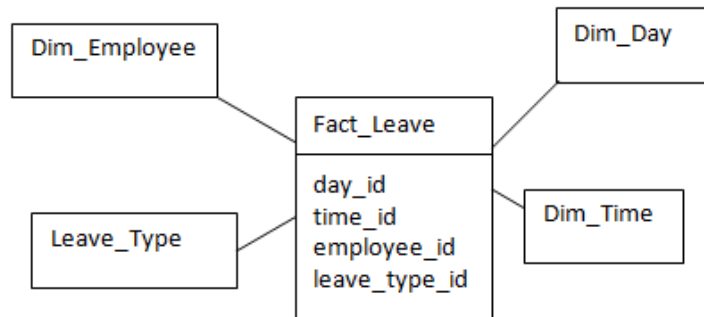 Dim_Employee
Dim_Day
Fact_Leave
day_id
time_id
employee_id
leave_type_id
Leave_Type
Dim_Time